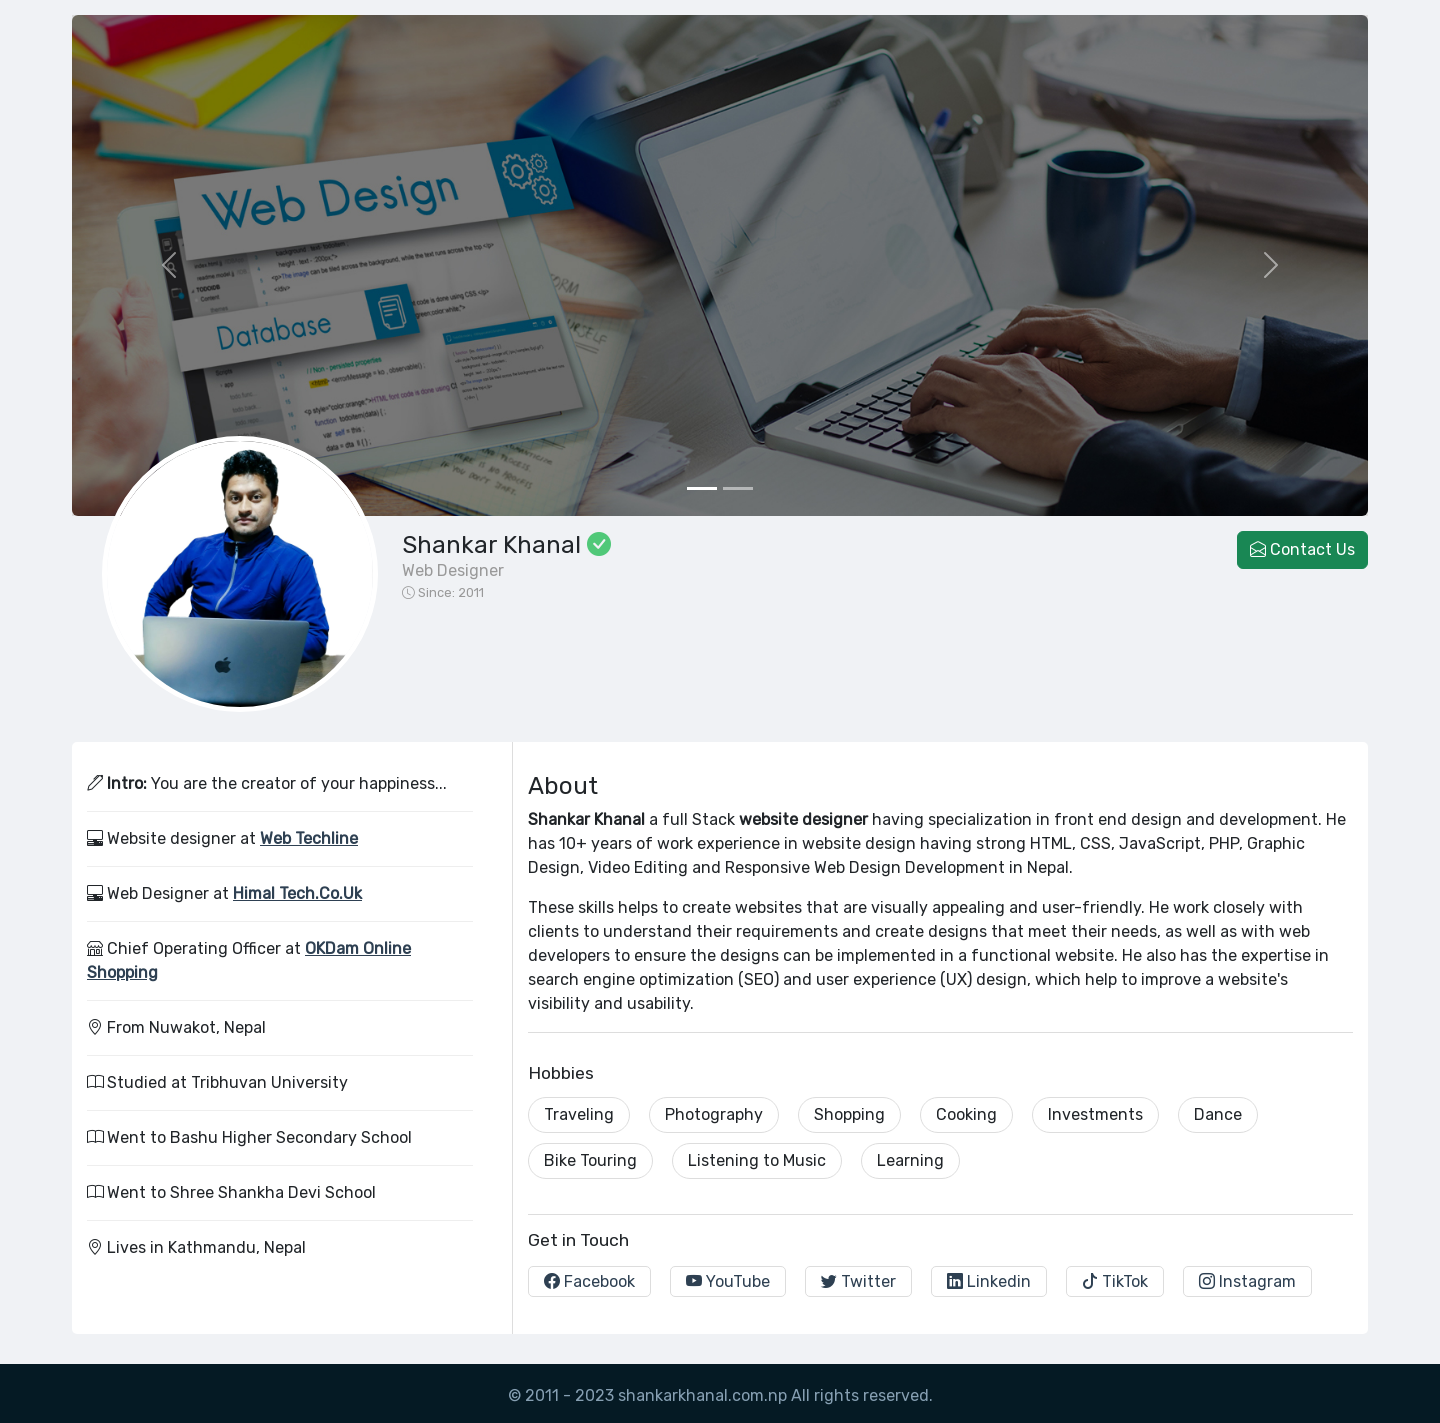 Web Design
Database
Shankar Khanal
Web Designer
Since: 2011
Contact Us
Intro: You are the creator of your happiness...
Website designer at Web Techline
Web Designer at Himal Tech.Co.Uk
Chief Operating Officer at OKDam Online
Shopping
From Nuwakot, Nepal
Studied at Tribhuvan University
Went to Bashu Higher Secondary School
Went to Shree Shankha Devi School
Lives in Kathmandu, Nepal
About
Shankar Khanal a full Stack website designer having specialization in front end design and development. He
has 10+ years of work experience in website design having strong HTML, CSS, JavaScript, PHP, Graphic
Design, Video Editing and Responsive Web Design Development in Nepal.
These skills helps to create websites that are visually appealing and user-friendly. He work closely with
clients to understand their requirements and create designs that meet their needs, as well as with web
developers to ensure the designs can be implemented in a functional website. He also has the expertise in
search engine optimization (SEO) and user experience (UX) design, which help to improve a website's
visibility and usability.
Hobbies
Traveling Photography Shopping Cooking Investments Dance
Bike Touring Listening to Music Learning
Get in Touch
Facebook YouTube Twitter Linkedin TikTok Instagram
© 2011 - 2023 shankarkhanal.com.np All rights reserved.